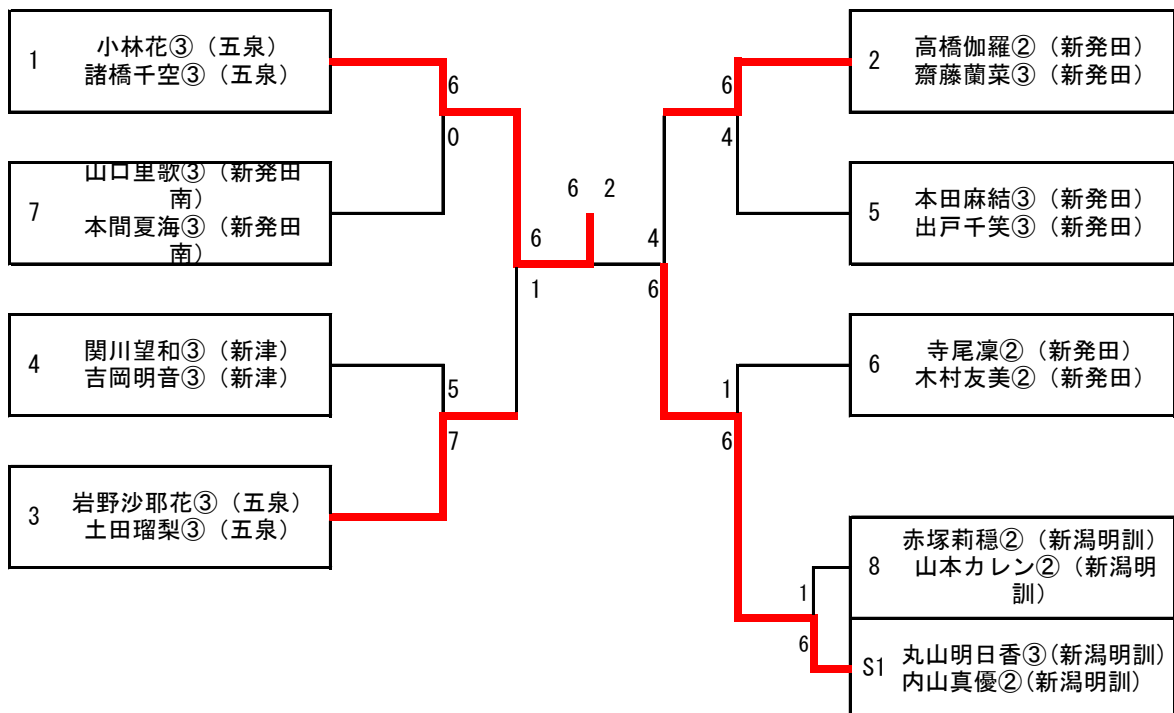 1
小林花③（五泉）
諸橋千空③（五泉）
7
山口里歌③（新発田
南）
本間夏海③（新発田
南）
4
関川望和③（新津）
吉岡明音③（新津）
3
岩野沙耶花③（五泉）
土田瑠梨③（五泉）
6
0
5
7
6
1
6 2
4
6
6
4
1
6
1
6
2
高橋伽羅②（新発田）
齋藤蘭菜③（新発田）
5
本田麻結③（新発田）
出戸千笑③（新発田）
6
寺尾凜②（新発田）
木村友美②（新発田）
8
赤塚莉穏②（新潟明訓）
山本カレン②（新潟明
訓）
S1
丸山明日香③(新潟明訓)
内山真優②(新潟明訓)